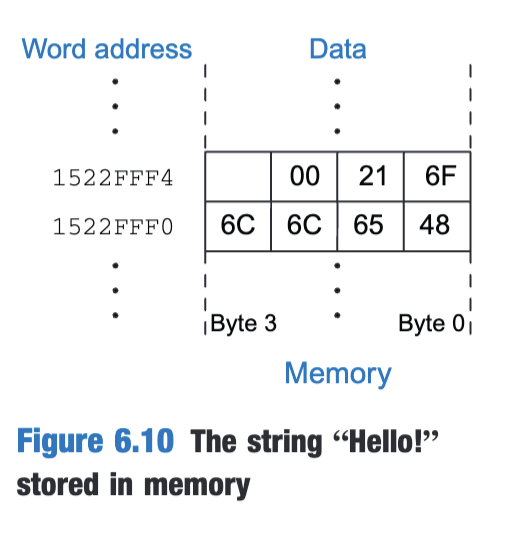 Word address Data
1522FFF4 00 21 6F
1522FFF0 6C 6C 65 48
Byte 3 Byte 0
Memory
Figure 6.10 The string “Hello!”
stored in memory